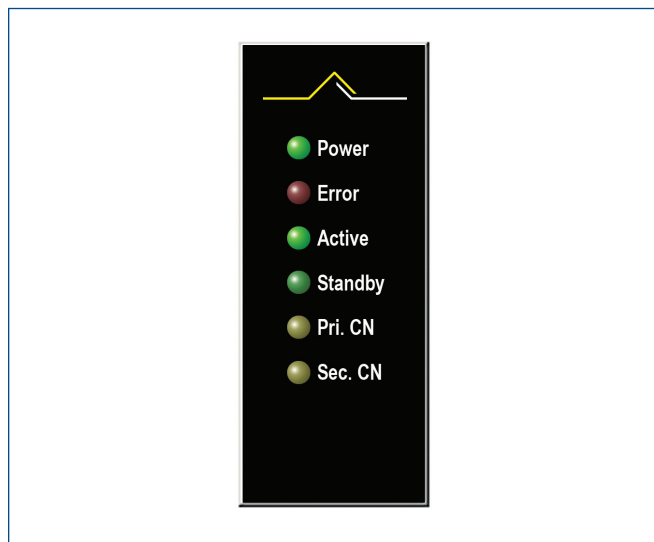 Power
Error
Active
Standby
Pri. CN
Sec. CN